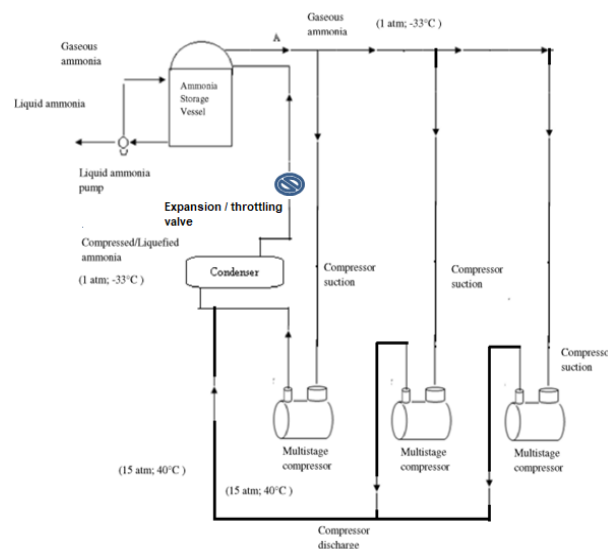 Gaseous
ammonia
A
Gaseous
ammonia
(1 atm; -33°C )
Liquid ammonia
Ammonia
Storage
Vessel
Liquid ammonia
pump
Expansion / throttling
valve
Compressed/Liquefied
ammonia
(1 atm; -33°C )
Condenser
Compressor
suction
Compressor
suction
Compressor
suction
Multistage
compressor
Multistage
compressor
Multistage
compressor
(15 atm; 40°C )
(15 atm; 40°C )
Compressor
discharge